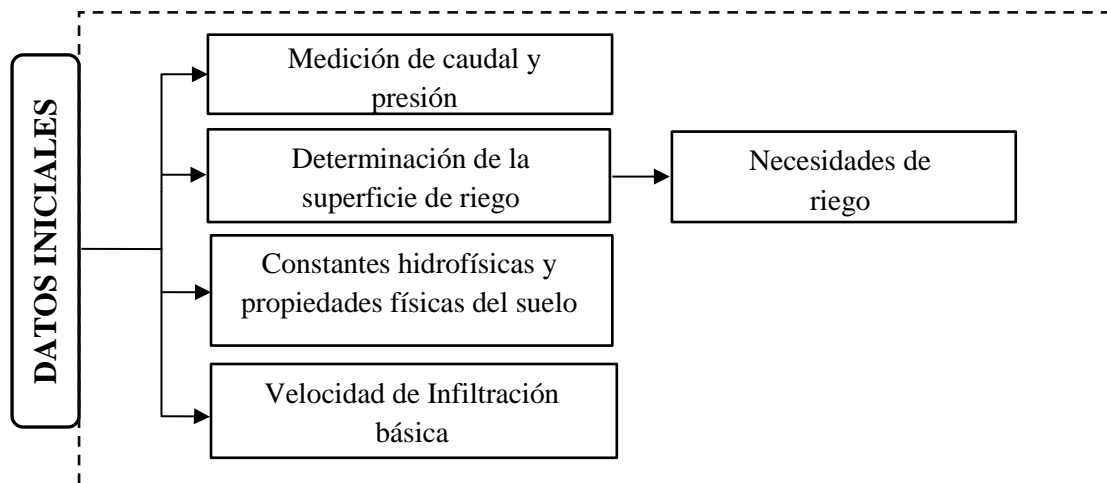 DATOS INICIALES
Medición de caudal y
presión
Determinación de la
superficie de riego
Necesidades de
riego
Constantes hidrofísicas y
propiedades físicas del suelo
Velocidad de Infiltración
básica